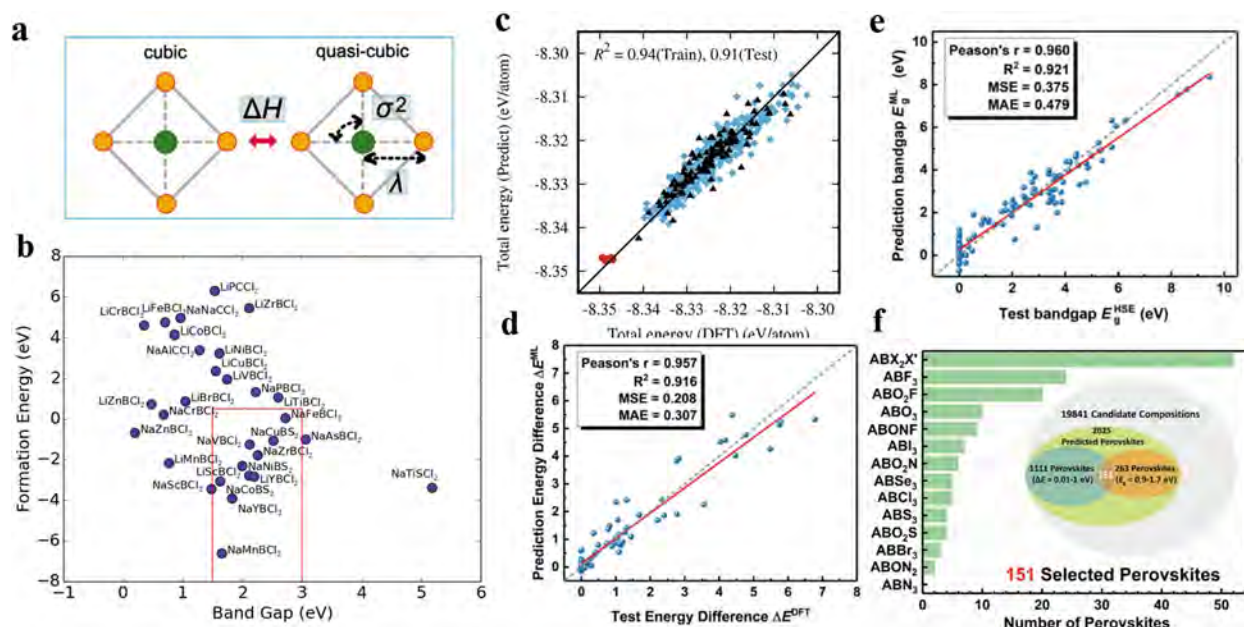 a
cubic
quasi-cubic
ΔH
σ²
λ
b
Formation Energy (eV)
8
6
4
2
0
−2
−4
−6
−8
LiPCCl₂
LiZrBCl₂
LiFeBCl₂
NaNaCCl₂
LiCrBCl₂
LiCoBCl₂
NaAlCCl₂
LiNiBCl₂
LiCuBCl₂
LiVBCl₂
NaPBCl₂
LiTiBCl₂
LiZnBCl₂
LiBrBCl₂
NaCrBCl₂
NaFeBCl₂
NaZnBCl₂
NaCuBS₂
NaAsBCl₂
NaVBCl₂
NaZrBCl₂
LiMnBCl₂
LiScBCl₂
NaNiBS₂
LiYBCl₂
NaTiSCl₂
NaScBCl₂
NaCoBS₂
NaYBCl₂
NaMnBCl₂
−1 0 1 2 3 4 5 6
Band Gap (eV)
c
Total energy (Predict) (eV/atom)
R² = 0.94(Train), 0.91(Test)
-8.30
-8.31
-8.32
-8.33
-8.34
-8.35
-8.35 -8.34 -8.33 -8.32 -8.31 -8.30
Total energy (DFT) (eV/atom)
d
Prediction Energy Difference ΔE^ML
Peason's r = 0.957
R² = 0.916
MSE = 0.208
MAE = 0.307
8
7
6
5
4
3
2
1
0
0 1 2 3 4 5 6 7 8
Test Energy Difference ΔE^DFT
e
Prediction bandgap E_g^ML (eV)
Peason's r = 0.960
R² = 0.921
MSE = 0.375
MAE = 0.479
10
8
6
4
2
0
0 2 4 6 8 10
Test bandgap E_g^HSE (eV)
f
ABX₂X'
ABF₃
ABO₂F
ABO₃
ABONF
ABI₃
ABO₂N
ABSe₃
ABCl₃
ABS₃
ABO₂S
ABBr₃
ABON₂
ABN₃
19841 Candidate Compositions
2025
Predicted Perovskites
1111 Perovskites
(ΔE = 0.01-1 eV)
151
263 Perovskites
(E_g = 0.9-1.7 eV)
151 Selected Perovskites
0 10 20 30 40 50
Number of Perovskites